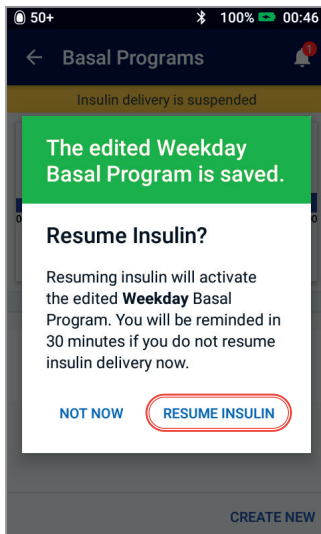 50+ 100% 00:46
Basal Programs 1
Insulin delivery is suspended
The edited Weekday
Basal Program is saved.
Resume Insulin?
Resuming insulin will activate
the edited Weekday Basal
Program. You will be reminded in
30 minutes if you do not resume
insulin delivery now.
NOT NOW RESUME INSULIN
CREATE NEW